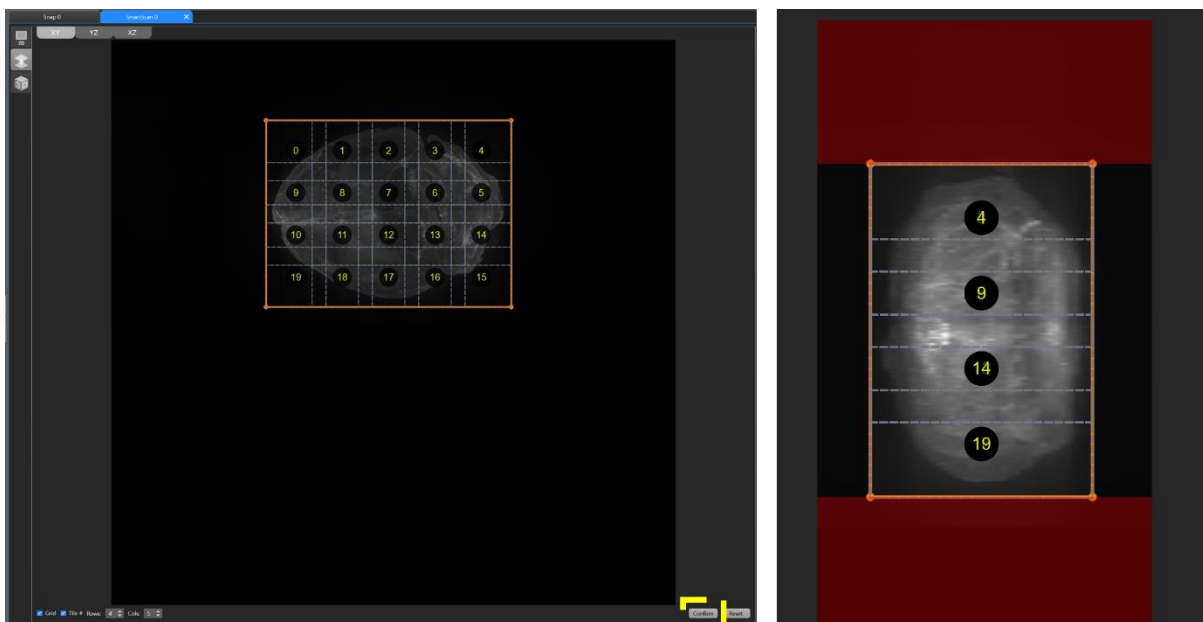 Snap 0 SmartScan 0 ×
XY YZ XZ
2D
3D
0 1 2 3 4
9 8 7 6 5
10 11 12 13 14
19 18 17 16 15
Grid Tile # Rows: 4 Cols: 5 Confirm Reset
4
9
14
19